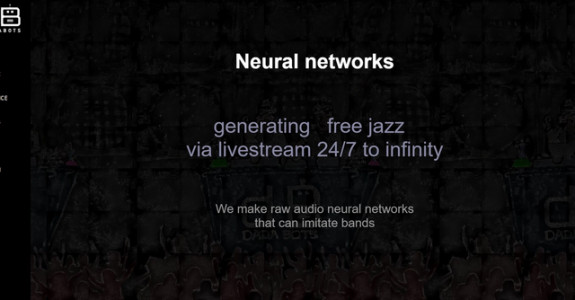 Neural networks
generating free jazz
via livestream 24/7 to infinity
We make raw audio neural networks
that can imitate bands